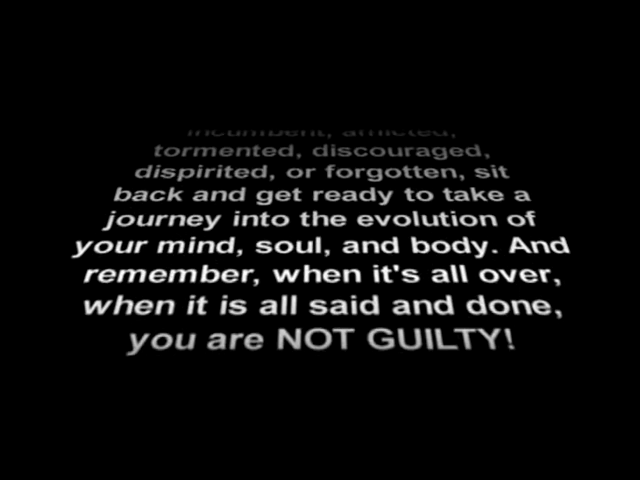 incumbent, afflicted,
tormented, discouraged,
dispirited, or forgotten, sit
back and get ready to take a
journey into the evolution of
your mind, soul, and body. And
remember, when it's all over,
when it is all said and done,
you are NOT GUILTY!